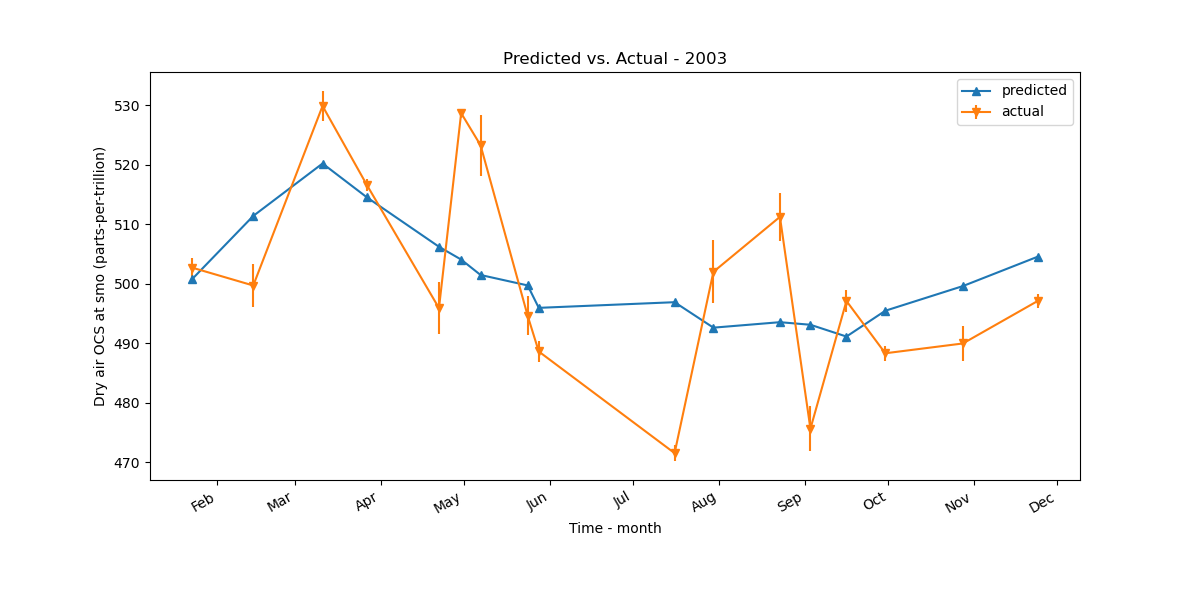 Predicted vs. Actual - 2003
predicted
actual
Dry air OCS at smo (parts-per-trillion)
530
520
510
500
490
480
470
Feb
Mar
Apr
May
Jun
Jul
Aug
Sep
Oct
Nov
Dec
Time - month